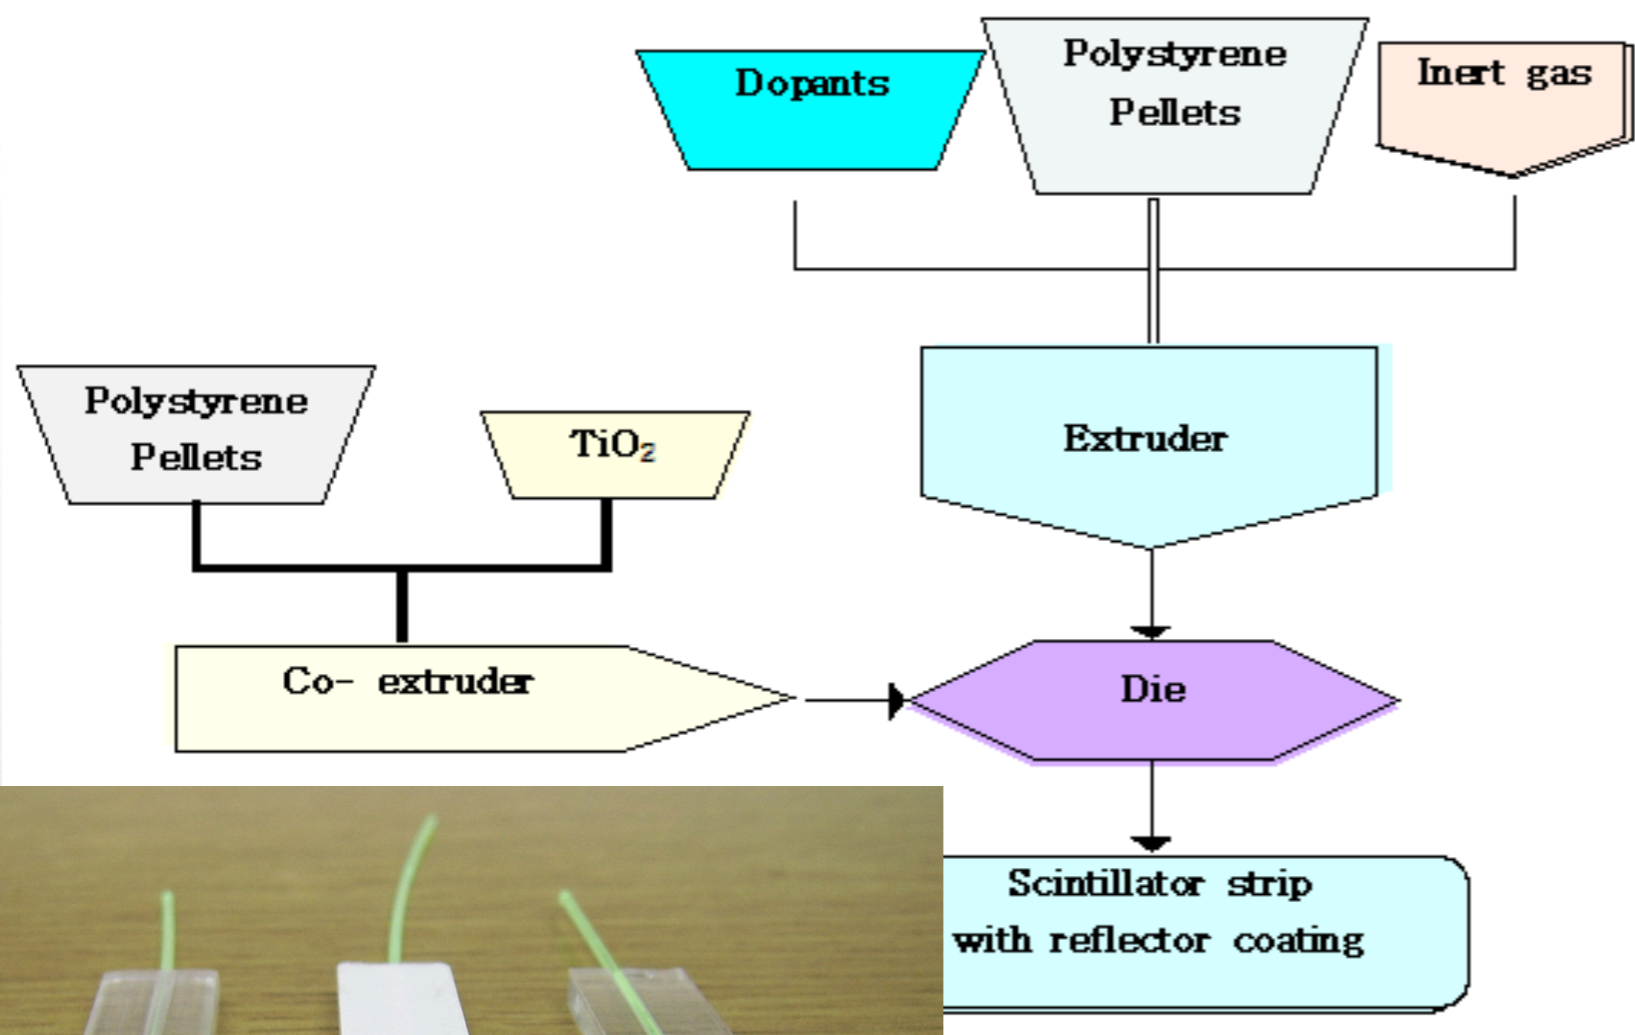 Dopants
Polystyrene
Pellets
Inert gas
Polystyrene
Pellets
TiO₂
Extruder
Co- extruder
Die
Scintillator strip
with reflector coating